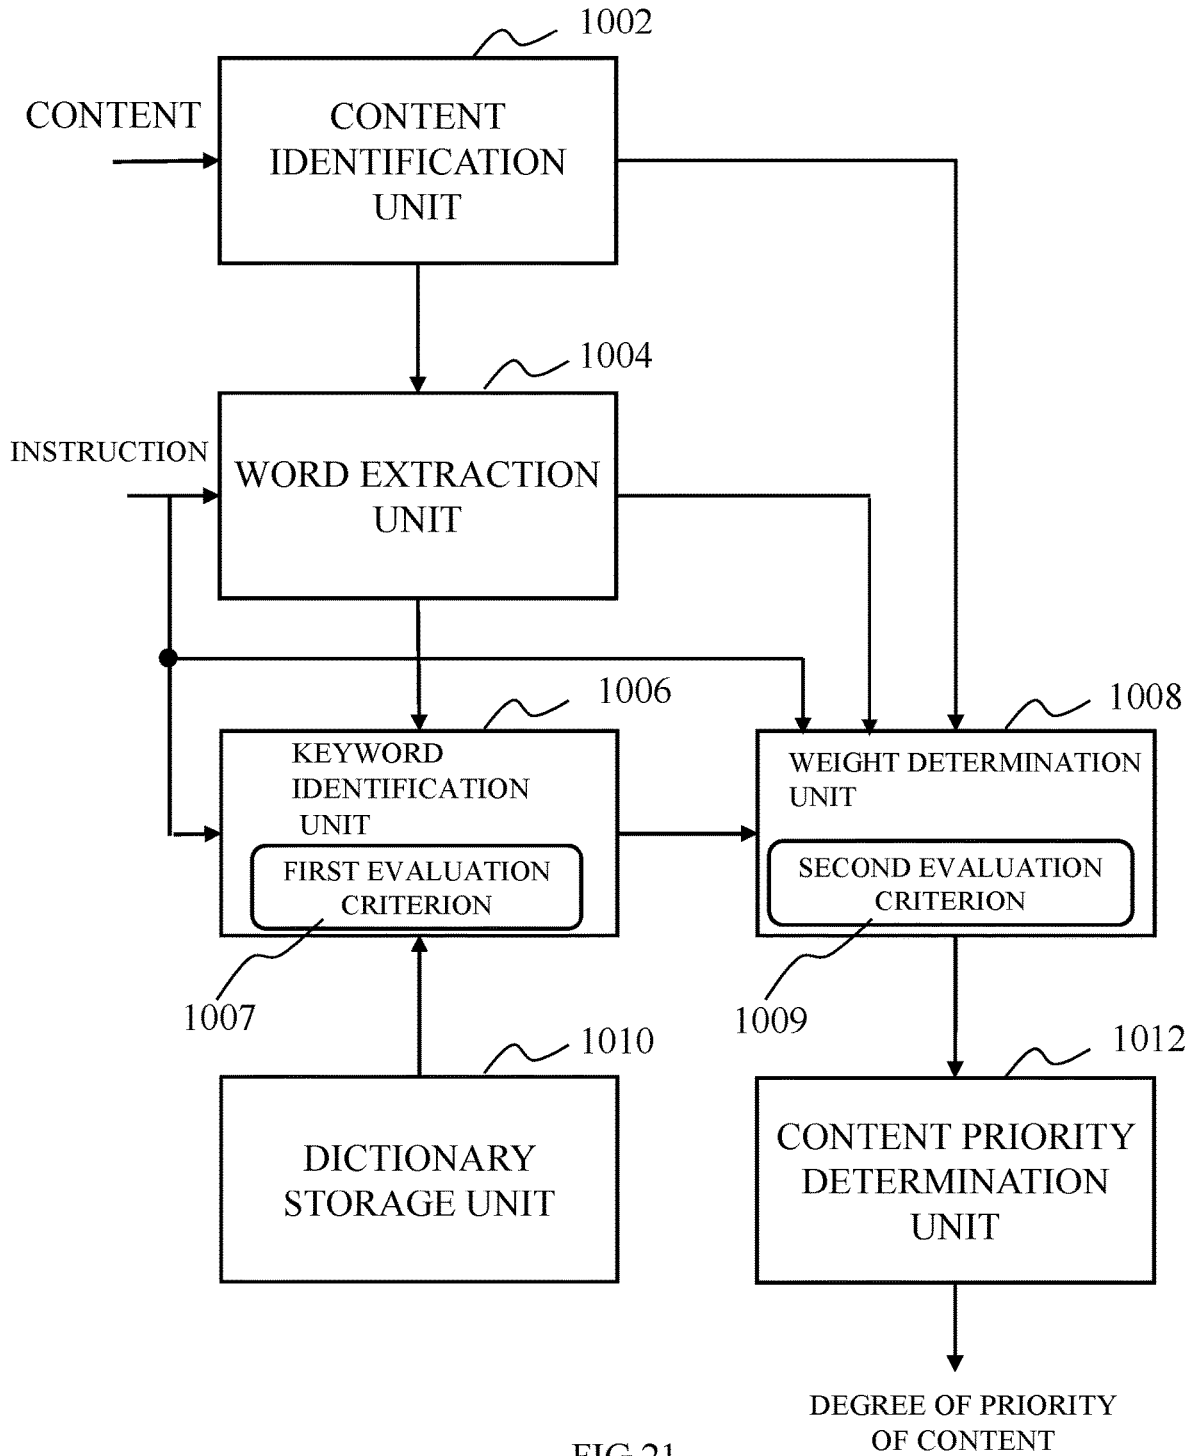 1002
CONTENT
CONTENT
IDENTIFICATION
UNIT
1004
INSTRUCTION
WORD EXTRACTION
UNIT
1006
KEYWORD
IDENTIFICATION
UNIT
FIRST EVALUATION
CRITERION
1007
1008
WEIGHT DETERMINATION
UNIT
SECOND EVALUATION
CRITERION
1009
1010
DICTIONARY
STORAGE UNIT
1012
CONTENT PRIORITY
DETERMINATION
UNIT
DEGREE OF PRIORITY
OF CONTENT
FIG.21